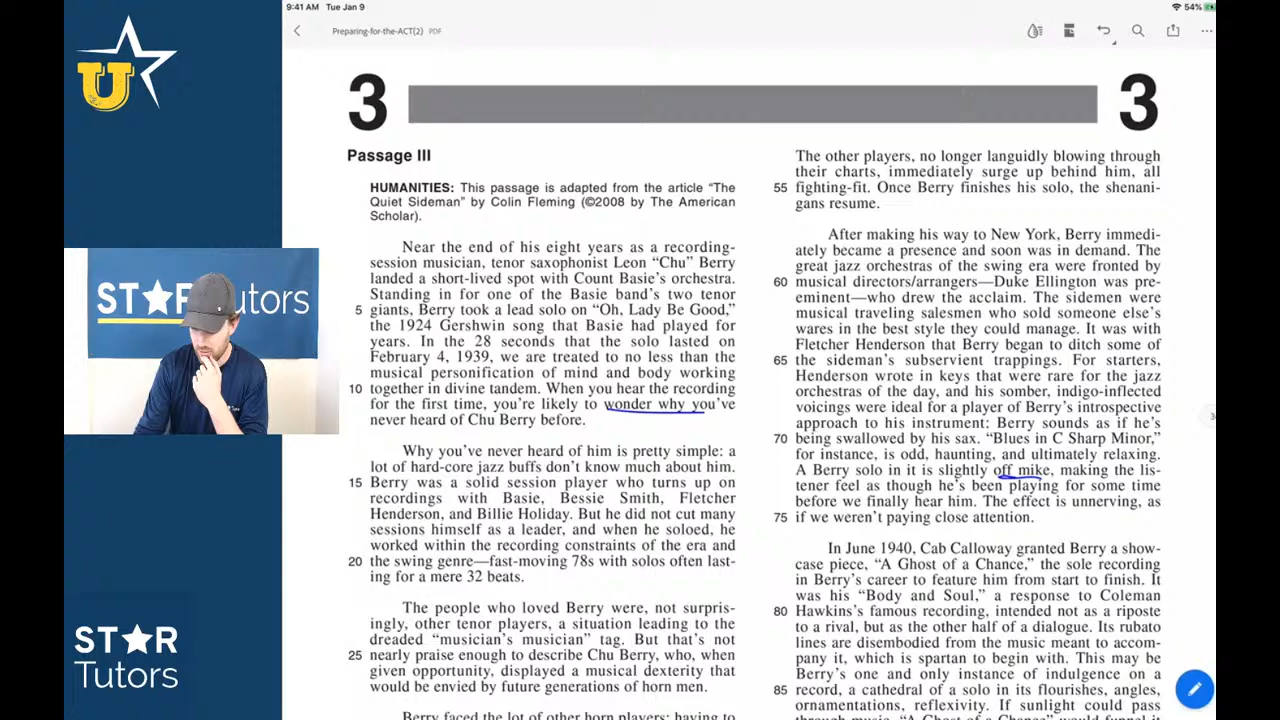 9:41 AM Tue Jan 9
54%
Preparing-for-the-ACT(2) PDF
U
3
3
Passage III
HUMANITIES: This passage is adapted from the article “The
Quiet Sideman” by Colin Fleming (©2008 by The American
Scholar).
Near the end of his eight years as a recording-
session musician, tenor saxophonist Leon “Chu” Berry
landed a short-lived spot with Count Basie’s orchestra.
Standing in for one of the Basie band’s two tenor
5 giants, Berry took a lead solo on “Oh, Lady Be Good,”
the 1924 Gershwin song that Basie had played for
years. In the 28 seconds that the solo lasted on
February 4, 1939, we are treated to no less than the
musical personification of mind and body working
10 together in divine tandem. When you hear the recording
for the first time, you’re likely to wonder why you’ve
never heard of Chu Berry before.
Why you’ve never heard of him is pretty simple: a
lot of hard-core jazz buffs don’t know much about him.
15 Berry was a solid session player who turns up on
recordings with Basie, Bessie Smith, Fletcher
Henderson, and Billie Holiday. But he did not cut many
sessions himself as a leader, and when he soloed, he
worked within the recording constraints of the era and
20 the swing genre—fast-moving 78s with solos often last-
ing for a mere 32 beats.
The people who loved Berry were, not surpris-
ingly, other tenor players, a situation leading to the
dreaded “musician’s musician” tag. But that’s not
25 nearly praise enough to describe Chu Berry, who, when
given opportunity, displayed a musical dexterity that
would be envied by future generations of horn men.
Berry faced the lot of other horn players: having to
The other players, no longer languidly blowing through
their charts, immediately surge up behind him, all
55 fighting-fit. Once Berry finishes his solo, the shenani-
gans resume.
After making his way to New York, Berry immedi-
ately became a presence and soon was in demand. The
great jazz orchestras of the swing era were fronted by
60 musical directors/arrangers—Duke Ellington was pre-
eminent—who drew the acclaim. The sidemen were
musical traveling salesmen who sold someone else’s
wares in the best style they could manage. It was with
Fletcher Henderson that Berry began to ditch some of
65 the sideman’s subservient trappings. For starters,
Henderson wrote in keys that were rare for the jazz
orchestras of the day, and his somber, indigo-inflected
voicings were ideal for a player of Berry’s introspective
approach to his instrument: Berry sounds as if he’s
70 being swallowed by his sax. “Blues in C Sharp Minor,”
for instance, is odd, haunting, and ultimately relaxing.
A Berry solo in it is slightly off mike, making the lis-
tener feel as though he’s been playing for some time
before we finally hear him. The effect is unnerving, as
75 if we weren’t paying close attention.
In June 1940, Cab Calloway granted Berry a show-
case piece, “A Ghost of a Chance,” the sole recording
in Berry’s career to feature him from start to finish. It
was his “Body and Soul,” a response to Coleman
80 Hawkins’s famous recording, intended not as a riposte
to a rival, but as the other half of a dialogue. Its rubato
lines are disembodied from the music meant to accom-
pany it, which is spartan to begin with. This may be
Berry’s one and only instance of indulgence on a
85 record, a cathedral of a solo in its flourishes, angles,
ornamentations, reflexivity. If sunlight could pass
through music, “A Ghost of a Chance” would funnel it
STAR Tutors
STAR
Tutors